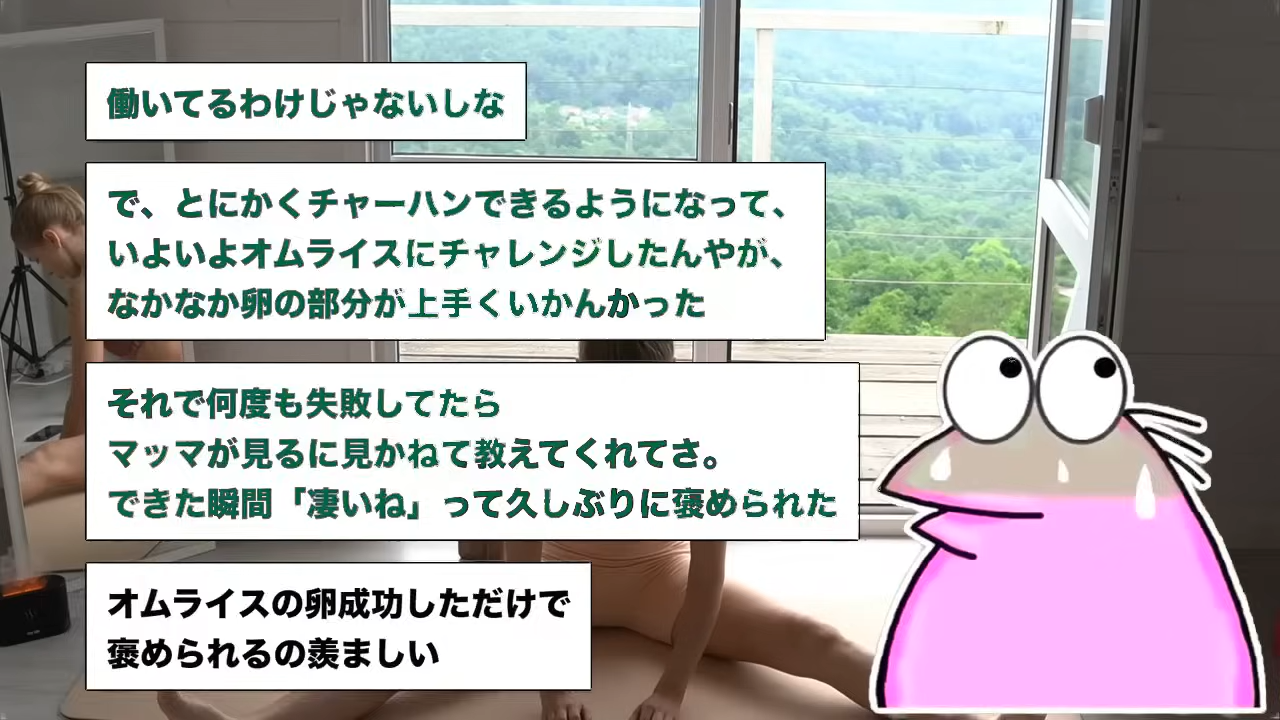 働いてるわけじゃないしな
で、とにかくチャーハンできるようになって、
いよいよオムライスにチャレンジしたんやが、
なかなか卵の部分が上手くいかんかった
それで何度も失敗してたら
マッマが見るに見かねて教えてくれてさ。
できた瞬間「凄いね」って久しぶりに褒められた
オムライスの卵成功しただけで
褒められるの羨ましい